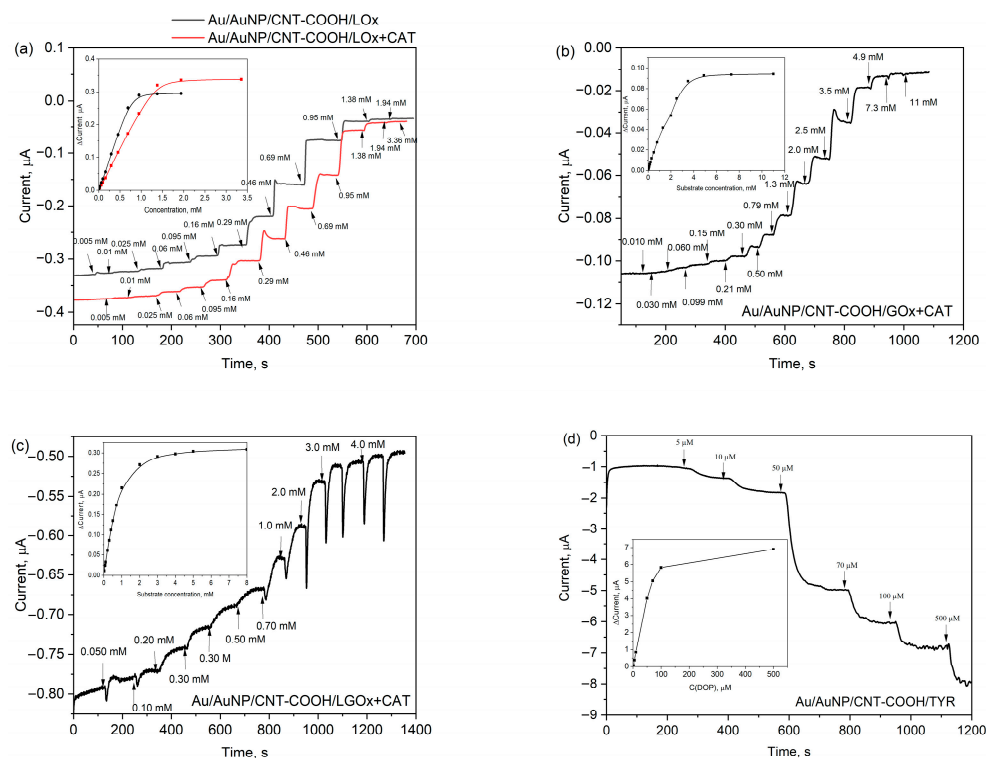 Au/AuNP/CNT-COOH/LOx
Au/AuNP/CNT-COOH/LOx+CAT
(a)
0.1
0.0
−0.1
−0.2
−0.3
−0.4
Current, µA
0 100 200 300 400 500 600 700
Time, s
0.4
0.3
0.2
0.1
0.0
ΔCurrent, µA
0.0 0.5 1.0 1.5 2.0 2.5 3.0 3.5
Concentration, mM
0.005 mM
0.01 mM
0.025 mM
0.06 mM
0.095 mM
0.16 mM
0.29 mM
0.46 mM
0.69 mM
0.95 mM
1.38 mM
1.94 mM
0.005 mM
0.01 mM
0.025 mM
0.06 mM
0.095 mM
0.16 mM
0.29 mM
0.46 mM
0.69 mM
0.95 mM
1.38 mM
1.94 mM
3.36 mM
(b)
0.00
−0.02
−0.04
−0.06
−0.08
−0.10
−0.12
Current, µA
200 400 600 800 1000 1200
Time, s
0.10
0.08
0.06
0.04
0.02
0.00
ΔCurrent, µA
0 2 4 6 8 10 12
Substrate concentration, mM
0.010 mM
0.030 mM
0.060 mM
0.099 mM
0.15 mM
0.21 mM
0.30 mM
0.50 mM
0.79 mM
1.3 mM
2.0 mM
2.5 mM
3.5 mM
4.9 mM
7.3 mM
11 mM
Au/AuNP/CNT-COOH/GOx+CAT
(c)
−0.50
−0.55
−0.60
−0.65
−0.70
−0.75
−0.80
Current, µA
0 200 400 600 800 1000 1200 1400
Time, s
0.30
0.25
0.20
0.15
0.10
0.05
0.00
ΔCurrent, µA
0 1 2 3 4 5 6 7 8
Substrate concentration, mM
0.050 mM
0.10 mM
0.20 mM
0.30 mM
0.30 M
0.50 mM
0.70 mM
1.0 mM
2.0 mM
3.0 mM
4.0 mM
Au/AuNP/CNT-COOH/LGOx+CAT
(d)
0
−1
−2
−3
−4
−5
−6
−7
−8
−9
Current, µA
0 200 400 600 800 1000 1200
Time, s
7
6
5
4
3
2
1
0
ΔCurrent, µA
0 100 200 300 400 500
C(DOP), µM
5 µM
10 µM
50 µM
70 µM
100 µM
500 µM
Au/AuNP/CNT-COOH/TYR